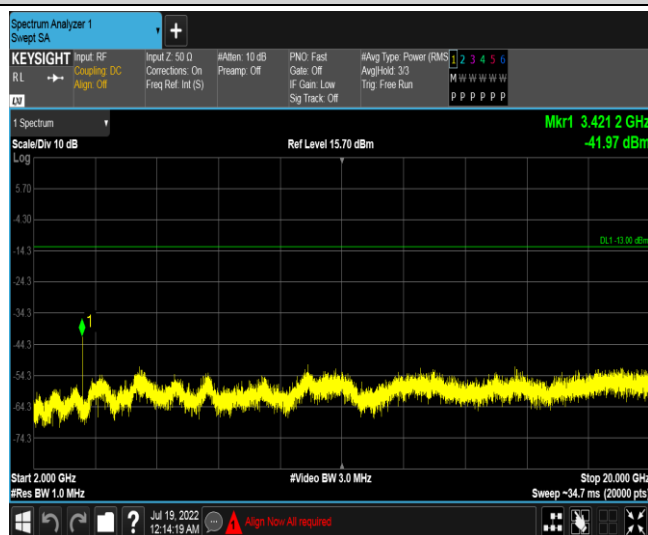 Spectrum Analyzer 1
Swept SA
+
KEYSIGHT
RL
LXI
Input: RF
Coupling: DC
Align: Off
Input Z: 50 Ω
Corrections: On
Freq Ref: Int (S)
#Atten: 10 dB
Preamp: Off
PNO: Fast
Gate: Off
IF Gain: Low
Sig Track: Off
#Avg Type: Power (RMS
Avg|Hold: 3/3
Trig: Free Run
1 2 3 4 5 6
M W W W W W
P P P P P P
1 Spectrum
Mkr1 3.421 2 GHz
Scale/Div 10 dB
Ref Level 15.70 dBm
-41.97 dBm
Log
5.70
-4.30
DL1 -13.00 dBm
-14.3
-24.3
-34.3
1
-44.3
-54.3
-64.3
-74.3
Start 2.000 GHz
#Video BW 3.0 MHz
Stop 20.000 GHz
#Res BW 1.0 MHz
Sweep ~34.7 ms (20000 pts)
?
Jul 19, 2022
12:14:19 AM
Align Now All required